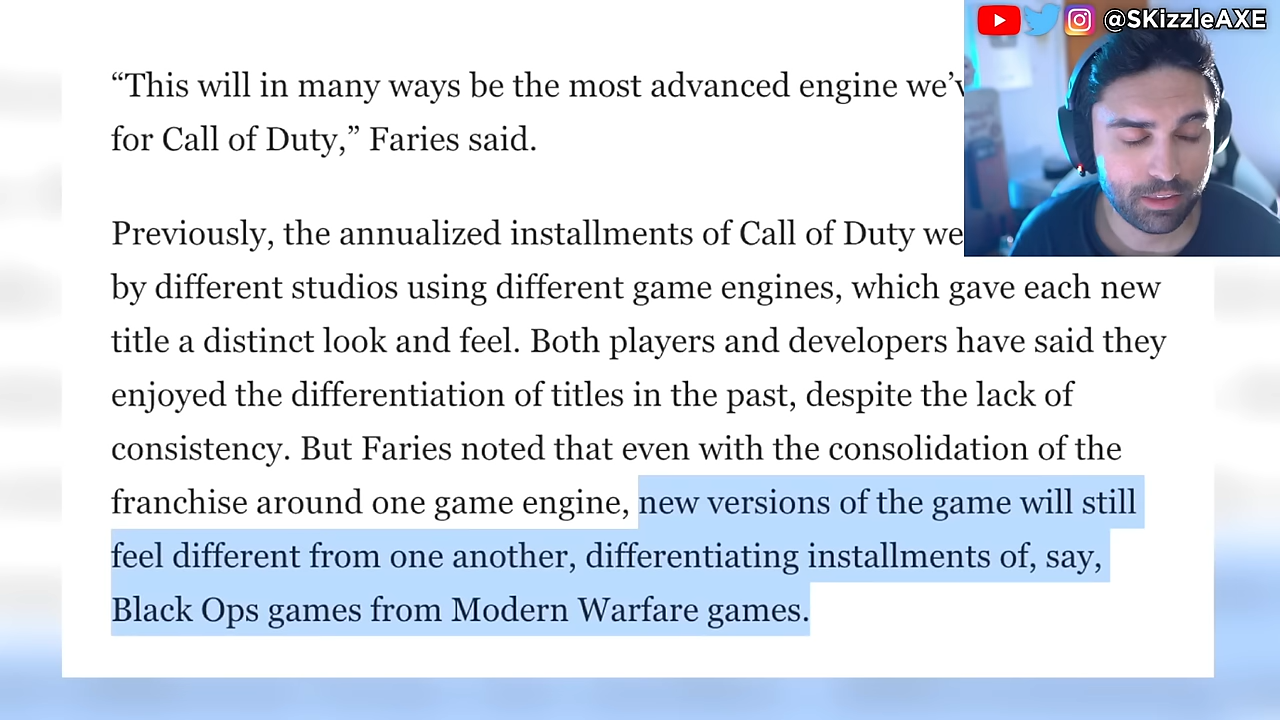 @SKizzleAXE
“This will in many ways be the most advanced engine
for Call of Duty,” Faries said.
Previously, the annualized installments of Call of Duty
by different studios using different game engines, which gave each new
title a distinct look and feel. Both players and developers have said they
enjoyed the differentiation of titles in the past, despite the lack of
consistency. But Faries noted that even with the consolidation of the
franchise around one game engine, new versions of the game will still
feel different from one another, differentiating installments of, say,
Black Ops games from Modern Warfare games.